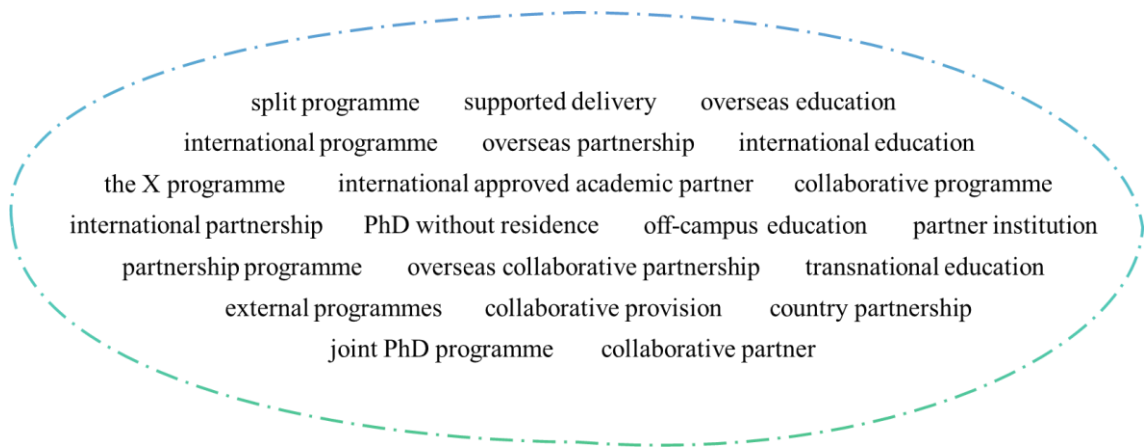 split programme supported delivery overseas education
international programme overseas partnership international education
the X programme international approved academic partner collaborative programme
international partnership PhD without residence off-campus education partner institution
partnership programme overseas collaborative partnership transnational education
external programmes collaborative provision country partnership
joint PhD programme collaborative partner